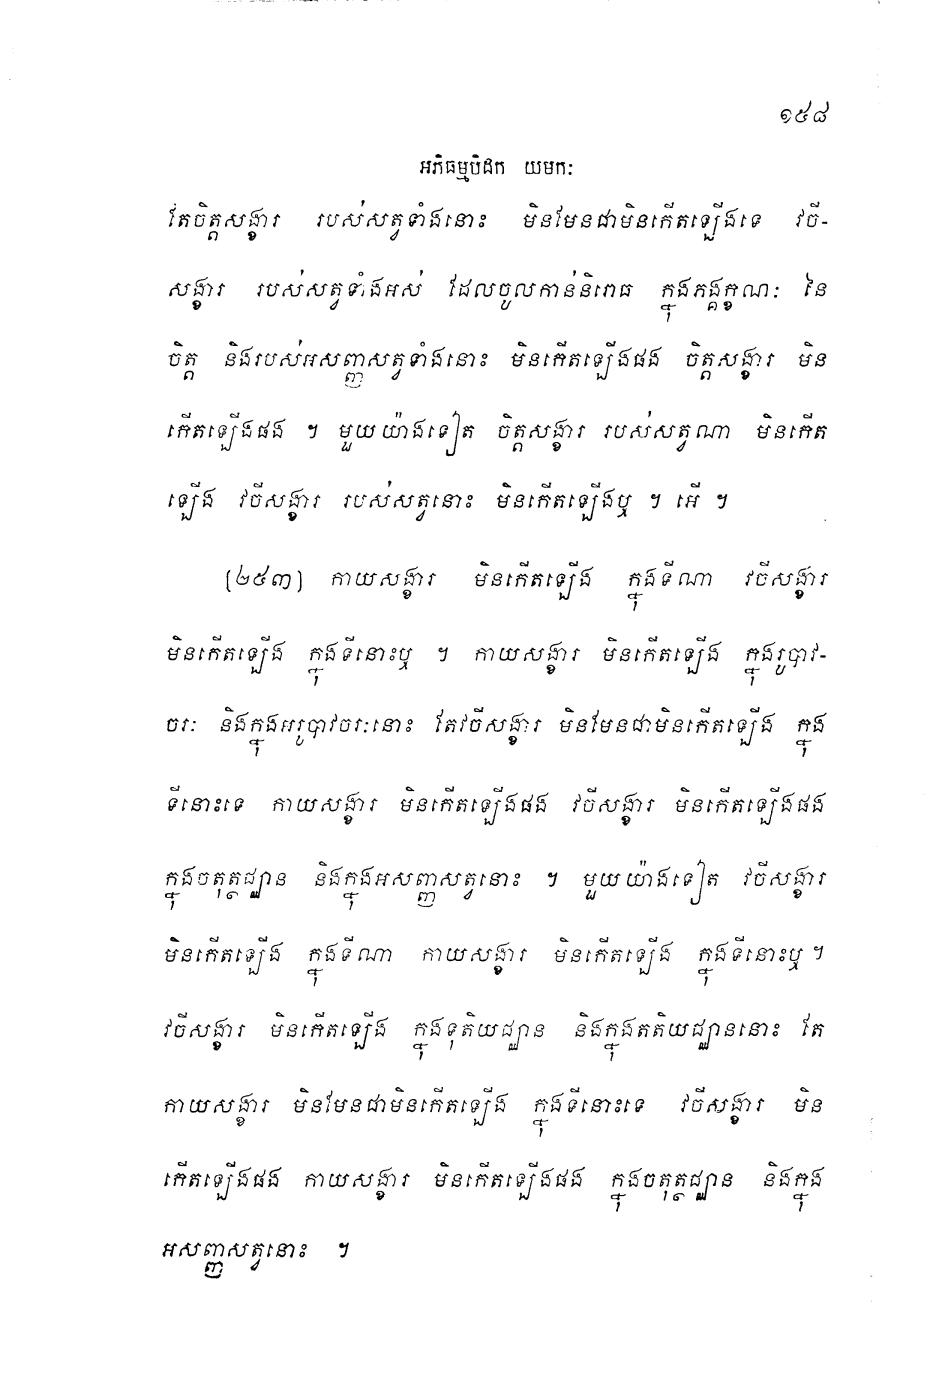 ១៥៨
អភិធម្មបិដក យមកៈ
តែចិត្តសង្ខារ របស់សត្វទាំងនោះ មិនមែនជាមិនកើតឡើងទេ វចី-
សង្ខារ របស់សត្វទាំងអស់ ដែលចូលកាន់និរោធ ក្នុងភង្គក្ខណៈ នៃ
ចិត្ត និងរបស់អសញ្ញសត្វទាំងនោះ មិនកើតឡើងផង ចិត្តសង្ខារ មិន
កើតឡើងផង ។ មួយយ៉ាងទៀត ចិត្តសង្ខារ របស់សត្វណា មិនកើត
ឡើង វចីសង្ខារ របស់សត្វនោះ មិនកើតឡើងឬ ។ អើ ។
[២៥៣] កាយសង្ខារ មិនកើតឡើង ក្នុងទីណា វចីសង្ខារ
មិនកើតឡើង ក្នុងទីនោះឬ ។ កាយសង្ខារ មិនកើតឡើង ក្នុងរូបាវ-
ចរៈ និងក្នុងអរូបាវចរៈនោះ តែវចីសង្ខារ មិនមែនជាមិនកើតឡើង ក្នុង
ទីនោះទេ កាយសង្ខារ មិនកើតឡើងផង វចីសង្ខារ មិនកើតឡើងផង
ក្នុងចតុត្ថជ្ឈាន និងក្នុងអសញ្ញសត្វនោះ ។ មួយយ៉ាងទៀត វចីសង្ខារ
មិនកើតឡើង ក្នុងទីណា កាយសង្ខារ មិនកើតឡើង ក្នុងទីនោះឬ ។
វចីសង្ខារ មិនកើតឡើង ក្នុងទុតិយជ្ឈាន និងក្នុងតតិយជ្ឈាននោះ តែ
កាយសង្ខារ មិនមែនជាមិនកើតឡើង ក្នុងទីនោះទេ វចីសង្ខារ មិន
កើតឡើងផង កាយសង្ខារ មិនកើតឡើងផង ក្នុងចតុត្ថជ្ឈាន និងក្នុង
អសញ្ញសត្វនោះ ។